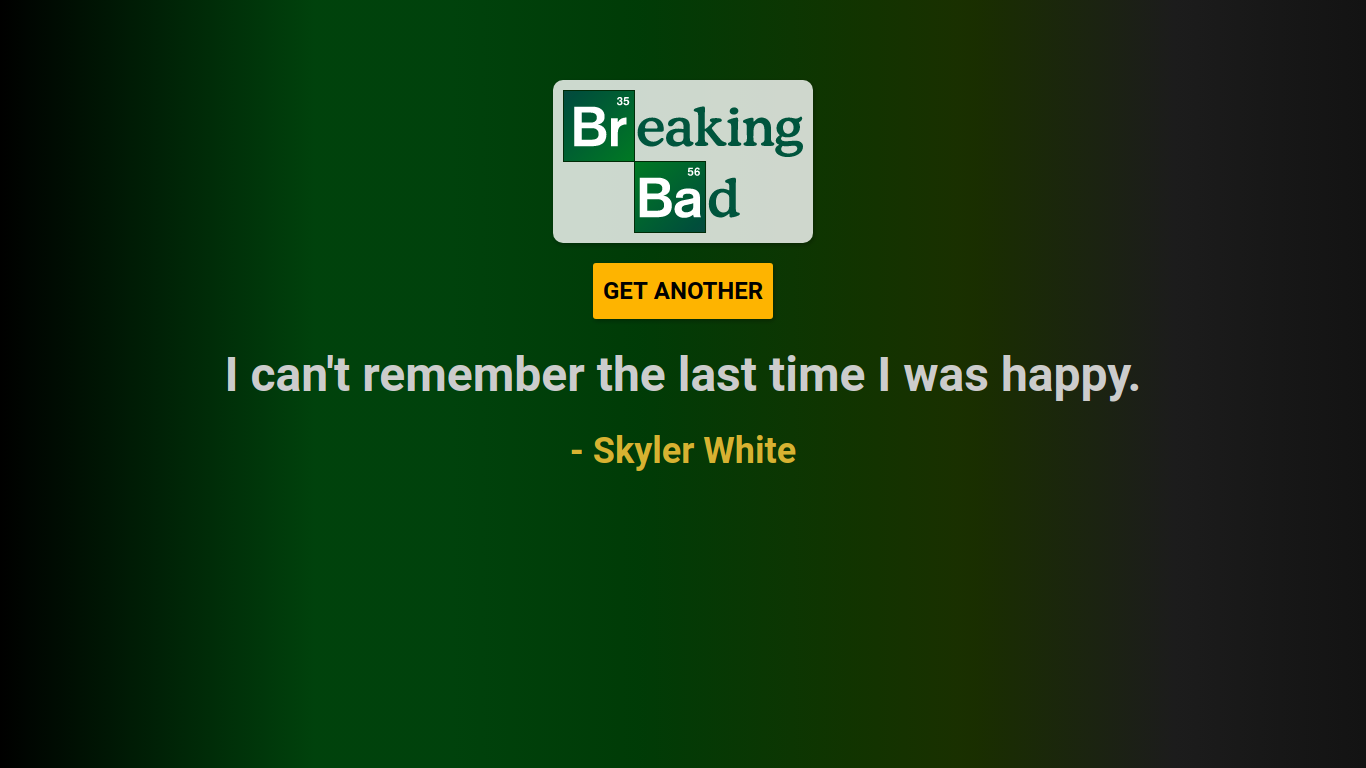 35
Breaking
56
Bad
GET ANOTHER
I can't remember the last time I was happy.
- Skyler White